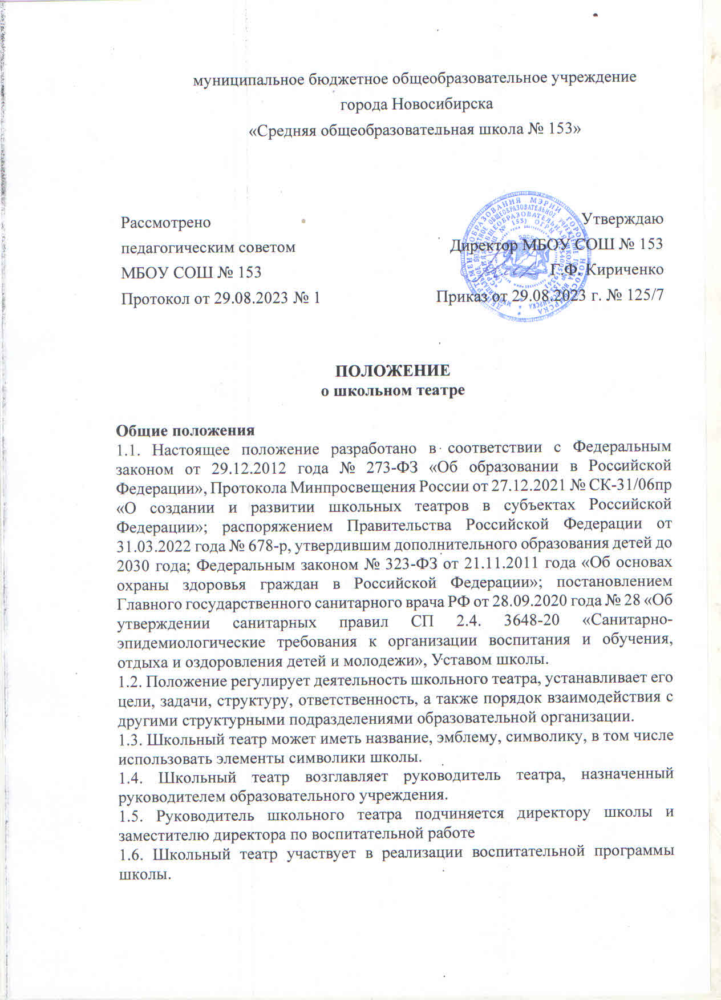 муниципальное бюджетное общеобразовательное учреждение
города Новосибирска
«Средняя общеобразовательная школа № 153»
Рассмотрено
педагогическим советом
МБОУ СОШ № 153
Протокол от 29.08.2023 № 1
Утверждаю
Директор МБОУ СОШ № 153
Г.Ф. Кириченко
Приказ от 29.08.2023 г. № 125/7
ПОЛОЖЕНИЕ
о школьном театре
Общие положения
1.1. Настоящее положение разработано в соответствии с Федеральным
законом от 29.12.2012 года № 273-ФЗ «Об образовании в Российской
Федерации», Протокола Минпросвещения России от 27.12.2021 № СК-31/06пр
«О создании и развитии школьных театров в субъектах Российской
Федерации»; распоряжением Правительства Российской Федерации от
31.03.2022 года № 678-р, утвердившим дополнительного образования детей до
2030 года; Федеральным законом № 323-ФЗ от 21.11.2011 года «Об основах
охраны здоровья граждан в Российской Федерации»; постановлением
Главного государственного санитарного врача РФ от 28.09.2020 года № 28 «Об
утверждении санитарных правил СП 2.4. 3648-20 «Санитарно-
эпидемиологические требования к организации воспитания и обучения,
отдыха и оздоровления детей и молодежи», Уставом школы.
1.2. Положение регулирует деятельность школьного театра, устанавливает его
цели, задачи, структуру, ответственность, а также порядок взаимодействия с
другими структурными подразделениями образовательной организации.
1.3. Школьный театр может иметь название, эмблему, символику, в том числе
использовать элементы символики школы.
1.4. Школьный театр возглавляет руководитель театра, назначенный
руководителем образовательного учреждения.
1.5. Руководитель школьного театра подчиняется директору школы и
заместителю директора по воспитательной работе
1.6. Школьный театр участвует в реализации воспитательной программы
школы.